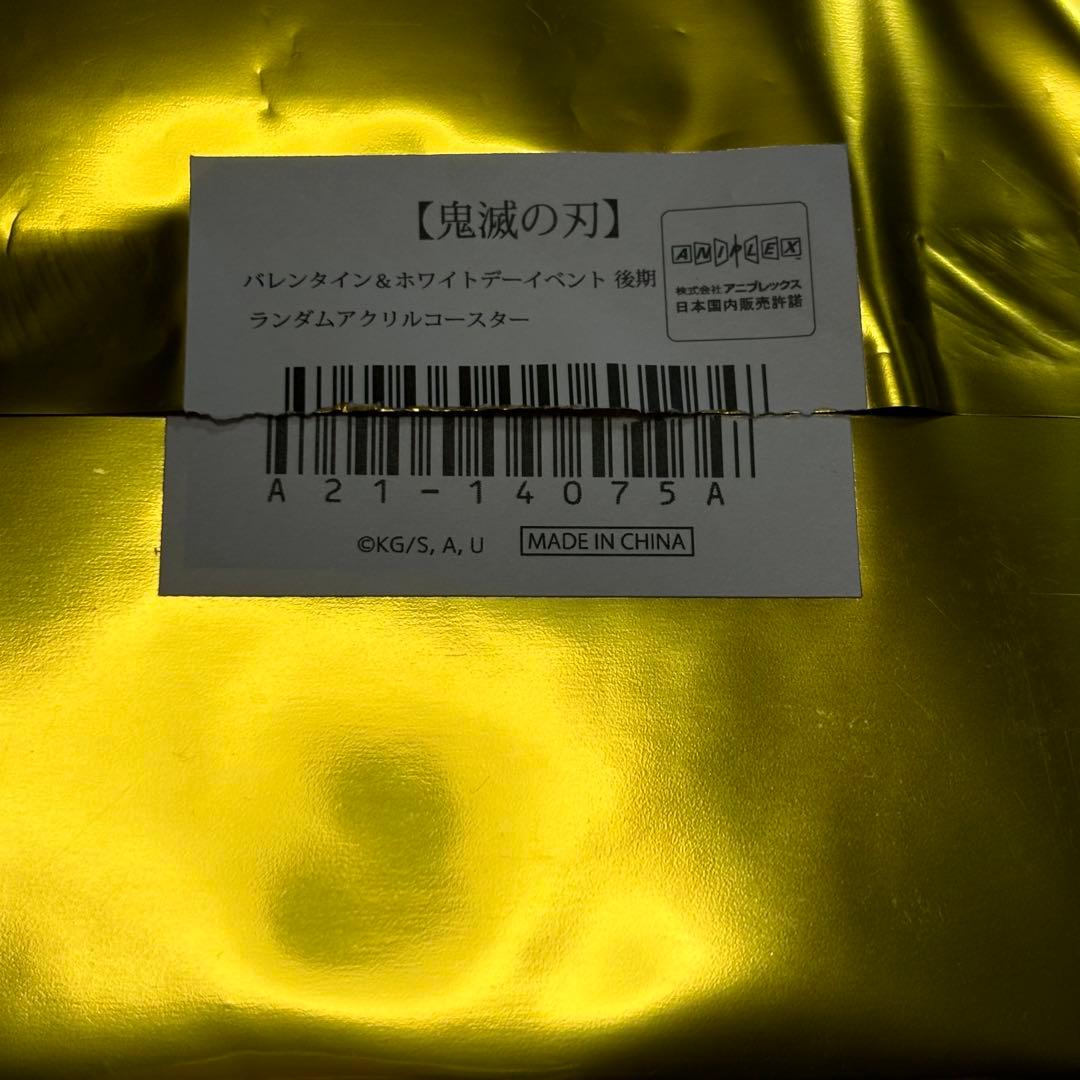 【鬼滅の刃】
バレンタイン＆ホワイトデーイベント 後期
ランダムアクリルコースター
ANIPLEX
株式会社アニプレックス
日本国内販売許諾
A21-14075A
©KG/S, A, U
MADE IN CHINA